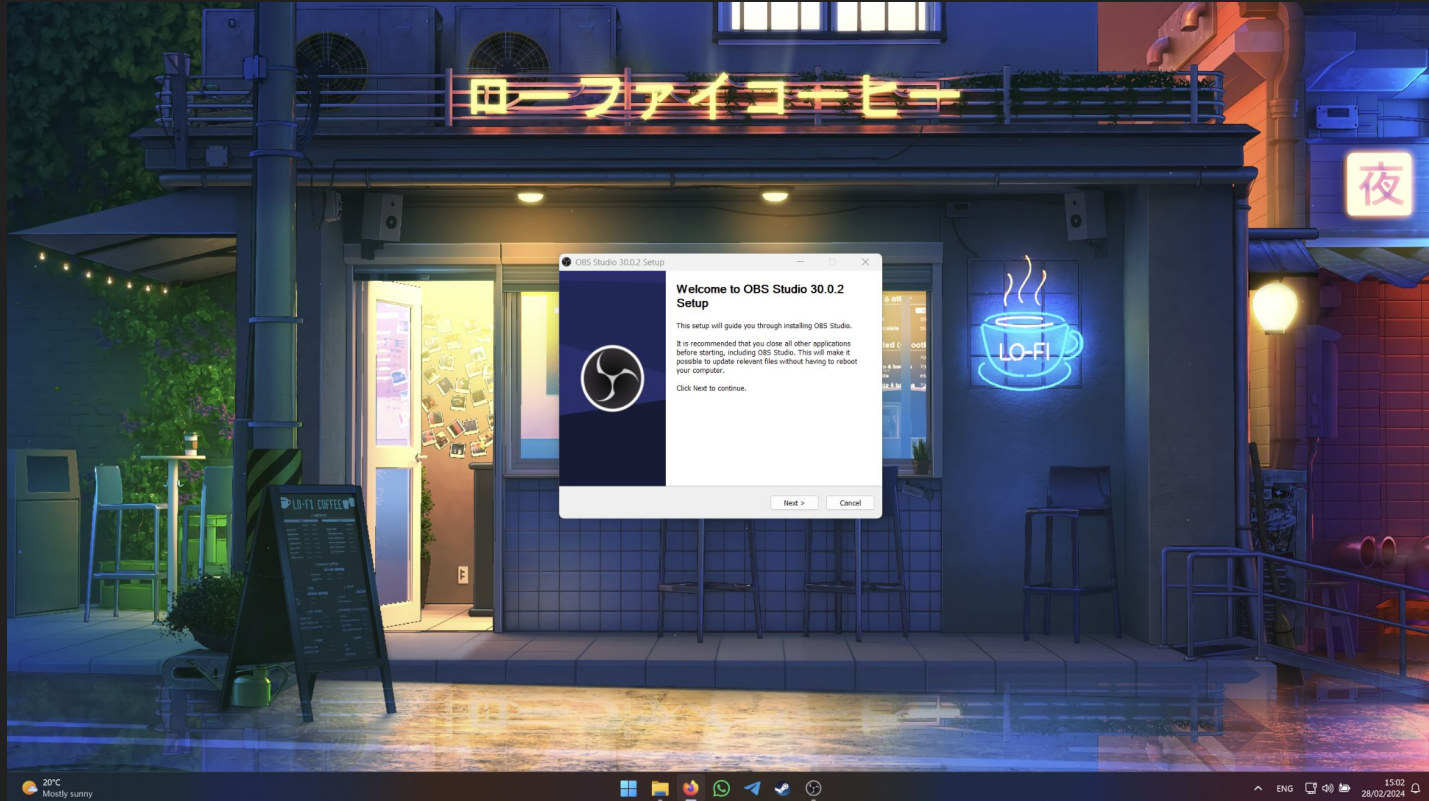 ローファイコーヒー
夜
OBS Studio 30.0.2 Setup
Welcome to OBS Studio 30.0.2
Setup
This setup will guide you through installing OBS Studio.
It is recommended that you close all other applications
before starting, including OBS Studio. This will make it
possible to update relevant files without having to reboot
your computer.
Click Next to continue.
Next >
Cancel
LO-FI
LO-FI COFFEE
20°C
Mostly sunny
ENG
15:02
28/02/2024